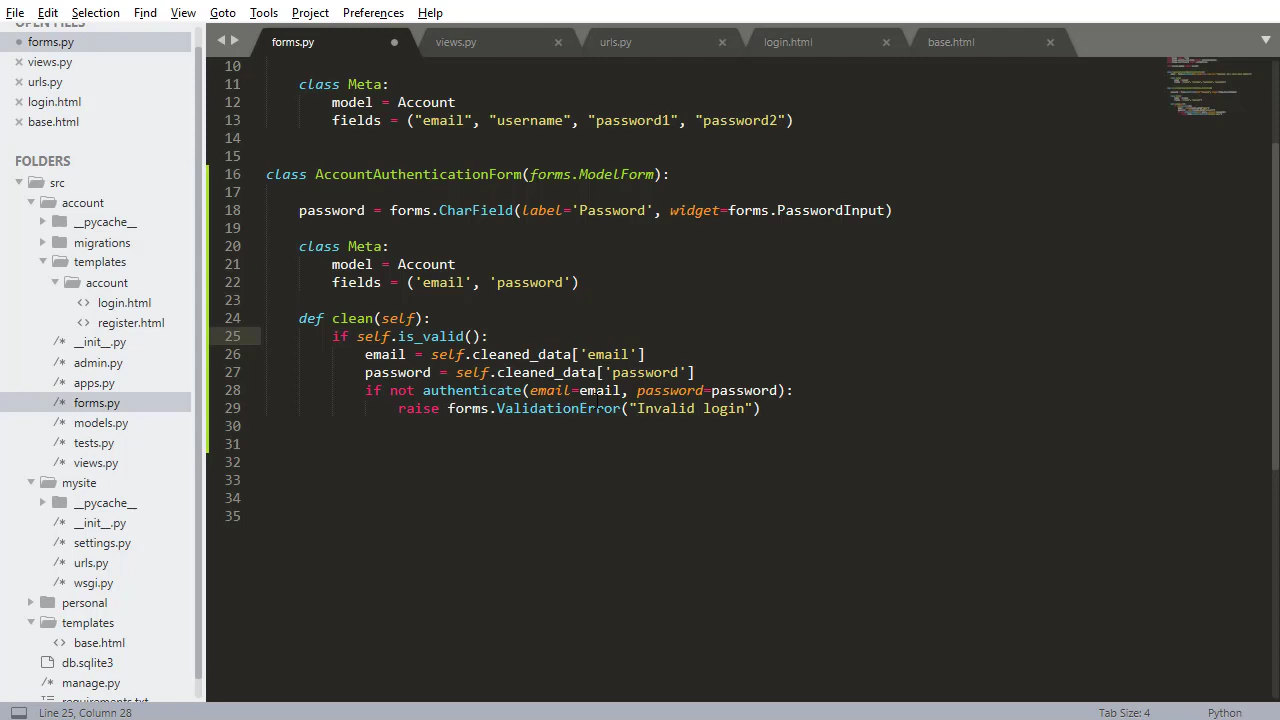 File Edit Selection Find View Goto Tools Project Preferences Help
OPEN FILES
forms.py
views.py
urls.py
login.html
base.html
FOLDERS
src
account
__pycache__
migrations
templates
account
login.html
register.html
__init__.py
admin.py
apps.py
forms.py
models.py
tests.py
views.py
mysite
__pycache__
__init__.py
settings.py
urls.py
wsgi.py
personal
templates
base.html
db.sqlite3
manage.py
requirements.txt
forms.py views.py urls.py login.html base.html
10
11 class Meta:
12 model = Account
13 fields = ("email", "username", "password1", "password2")
14
15
16 class AccountAuthenticationForm(forms.ModelForm):
17
18 password = forms.CharField(label='Password', widget=forms.PasswordInput)
19
20 class Meta:
21 model = Account
22 fields = ('email', 'password')
23
24 def clean(self):
25 if self.is_valid():
26 email = self.cleaned_data['email']
27 password = self.cleaned_data['password']
28 if not authenticate(email=email, password=password):
29 raise forms.ValidationError("Invalid login")
30
31
32
33
34
35
Line 25, Column 28 Tab Size: 4 Python